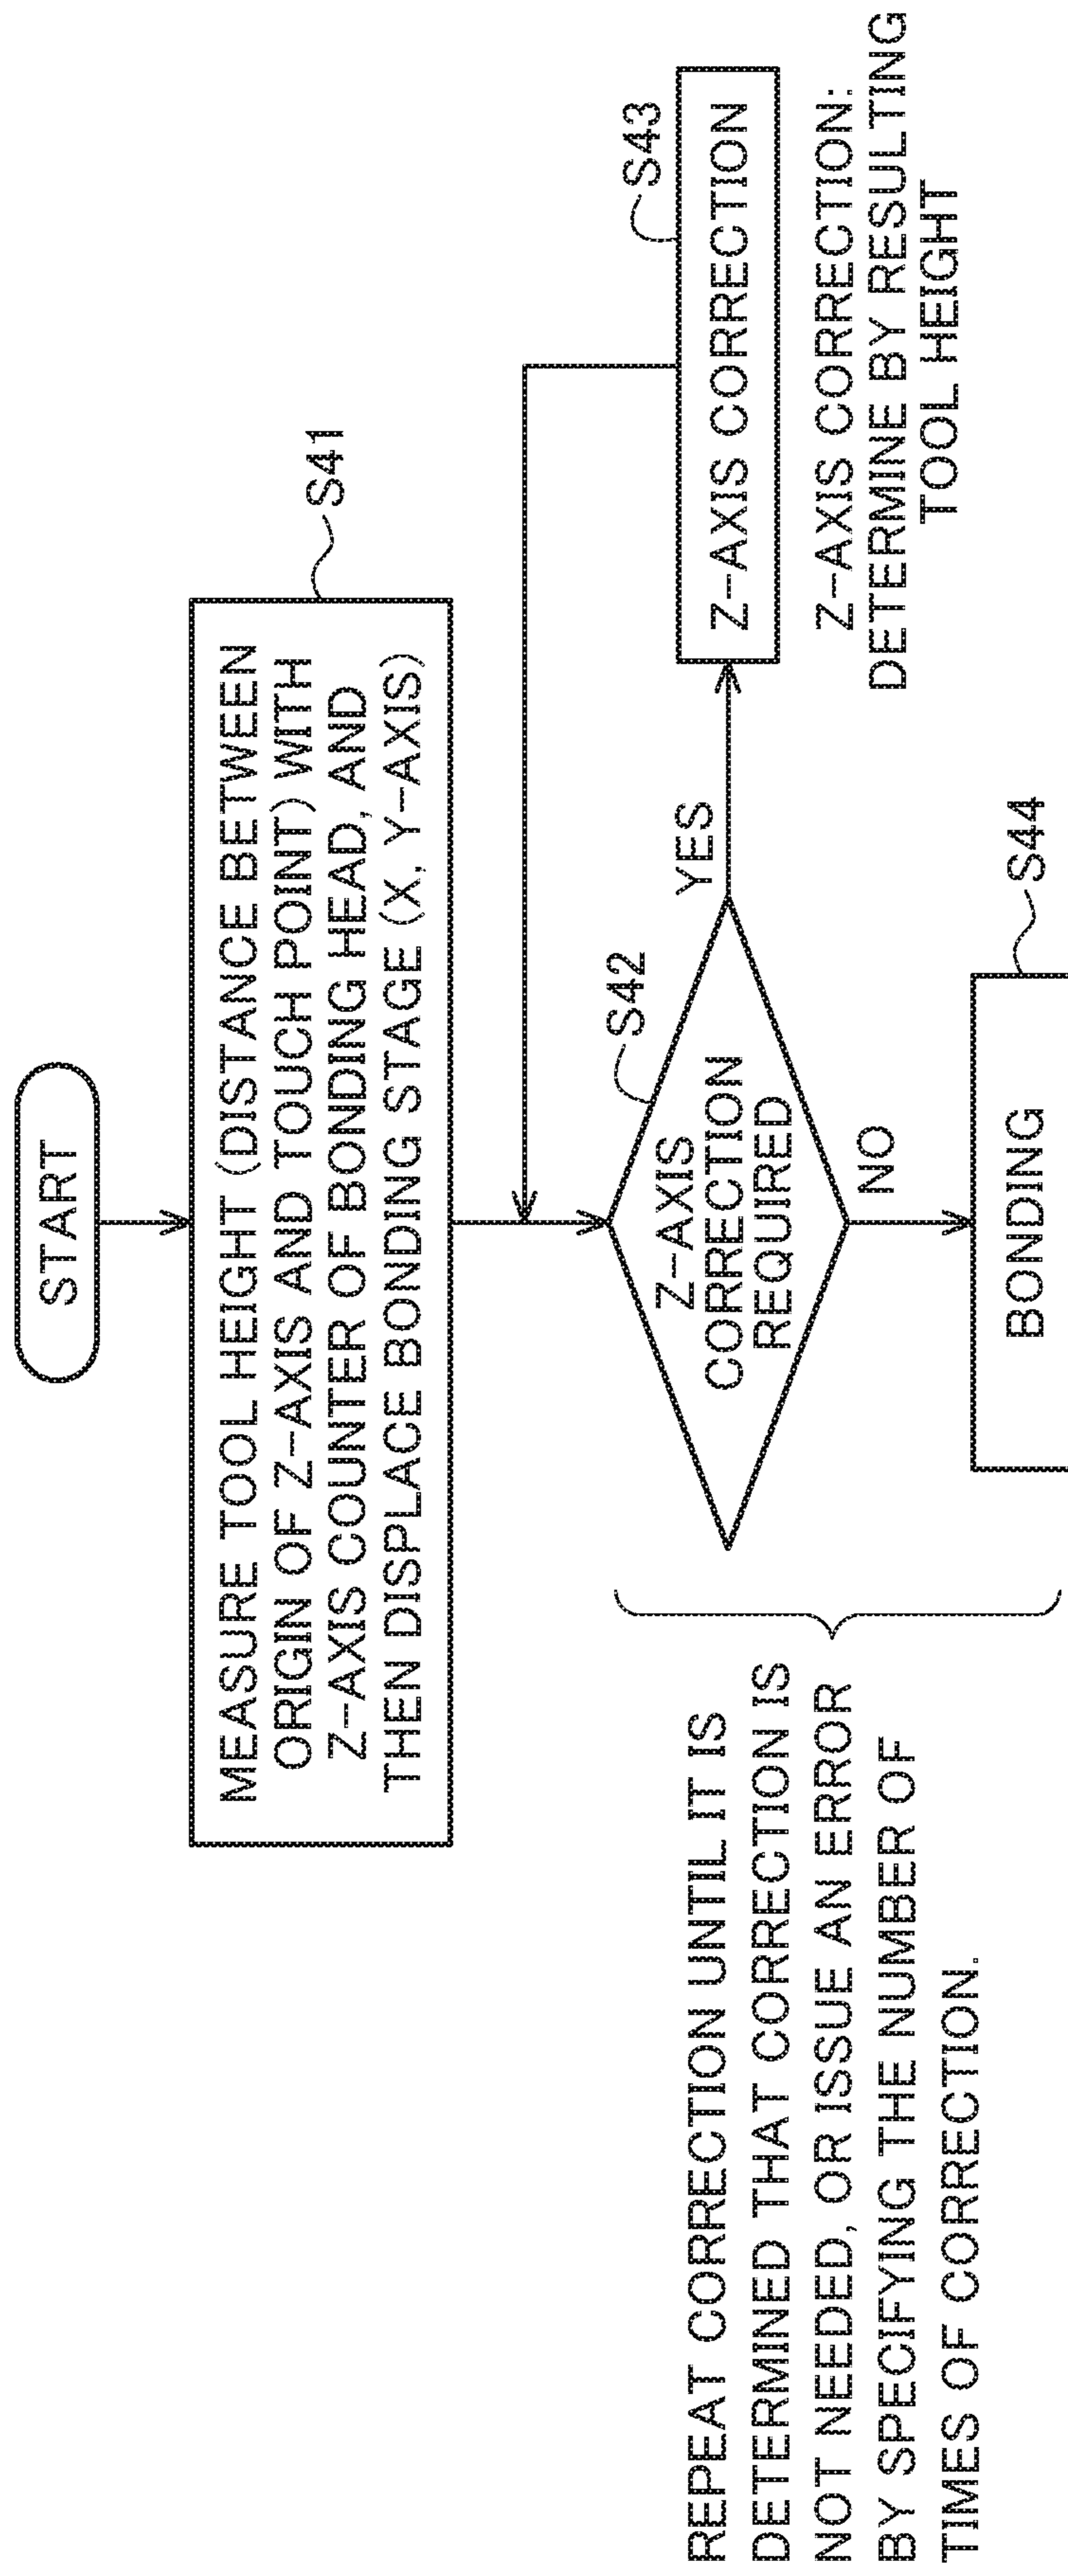 START
MEASURE TOOL HEIGHT (DISTANCE BETWEEN
ORIGIN OF Z-AXIS AND TOUCH POINT) WITH
Z-AXIS COUNTER OF BONDING HEAD, AND
THEN DISPLACE BONDING STAGE (X, Y-AXIS)
S41
S42
Z-AXIS
CORRECTION
REQUIRED
YES
NO
S43
Z-AXIS CORRECTION
Z-AXIS CORRECTION:
DETERMINE BY RESULTING
TOOL HEIGHT
S44
BONDING
REPEAT CORRECTION UNTIL IT IS
DETERMINED THAT CORRECTION IS
NOT NEEDED, OR ISSUE AN ERROR
BY SPECIFYING THE NUMBER OF
TIMES OF CORRECTION.